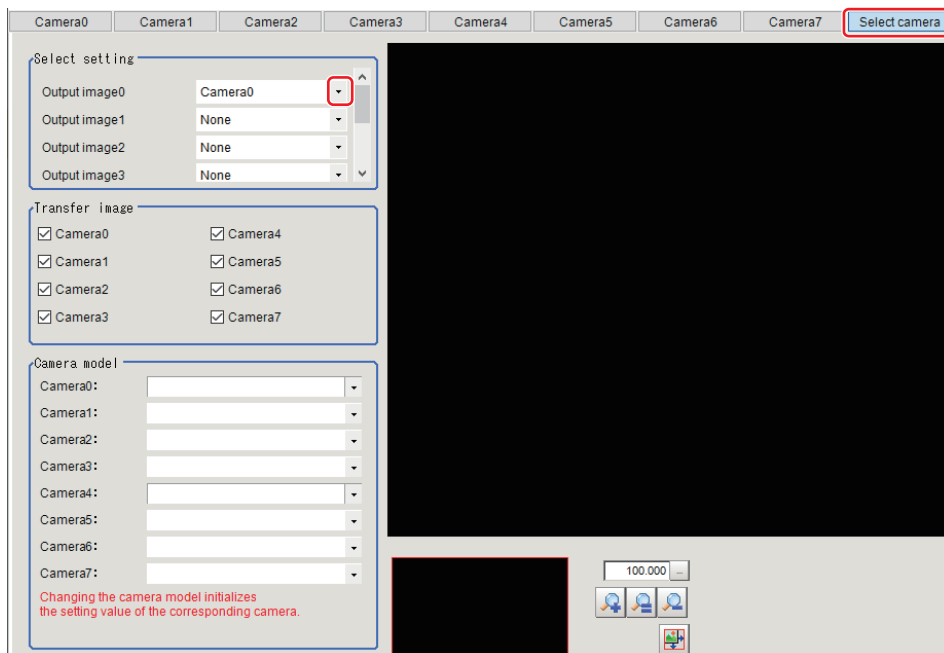 Camera0 Camera1 Camera2 Camera3 Camera4 Camera5 Camera6 Camera7 Select camera
Select setting
Output image0 Camera0
Output image1 None
Output image2 None
Output image3 None
Transfer image
Camera0 Camera4
Camera1 Camera5
Camera2 Camera6
Camera3 Camera7
Camera model
Camera0:
Camera1:
Camera2:
Camera3:
Camera4:
Camera5:
Camera6:
Camera7:
Changing the camera model initializes
the setting value of the corresponding camera.
100.000 ...